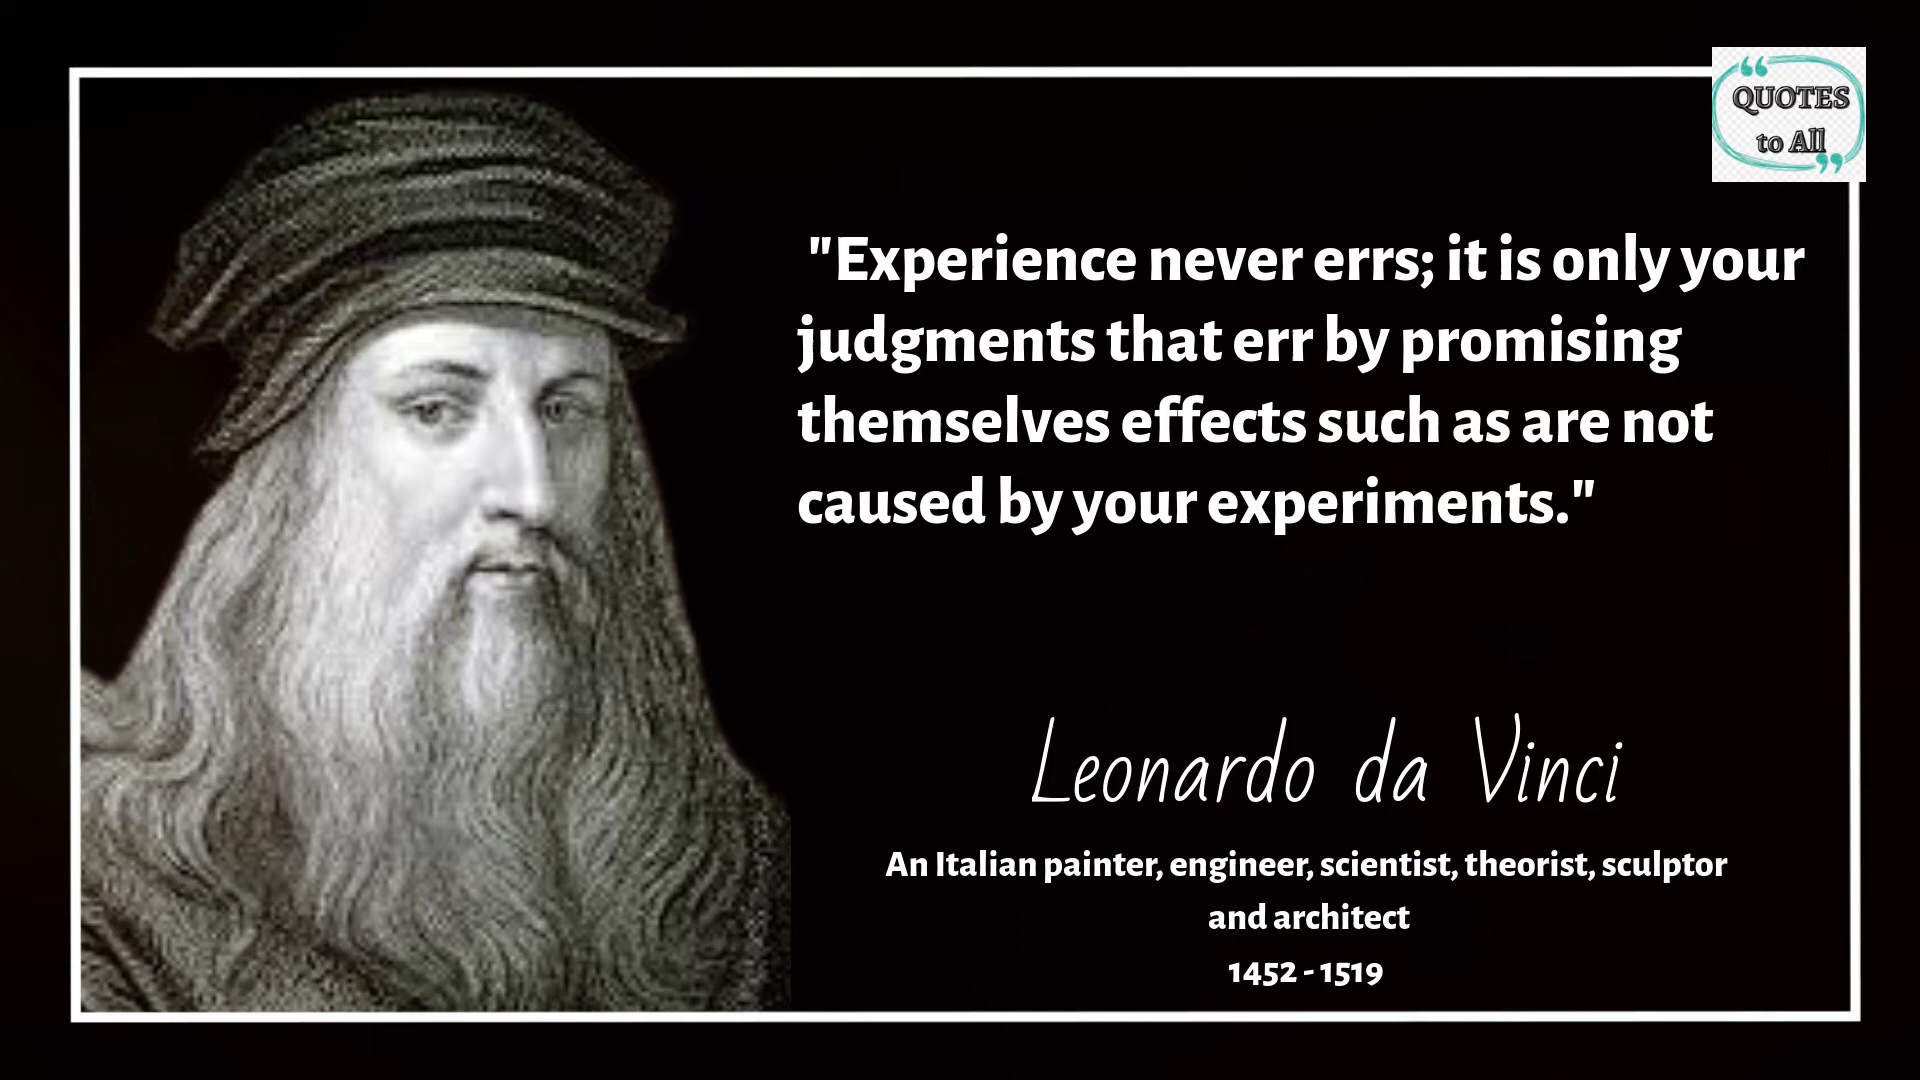 QUOTES
to All
"Experience never errs; it is only your
judgments that err by promising
themselves effects such as are not
caused by your experiments."
Leonardo da Vinci
An Italian painter, engineer, scientist, theorist, sculptor
and architect
1452 - 1519